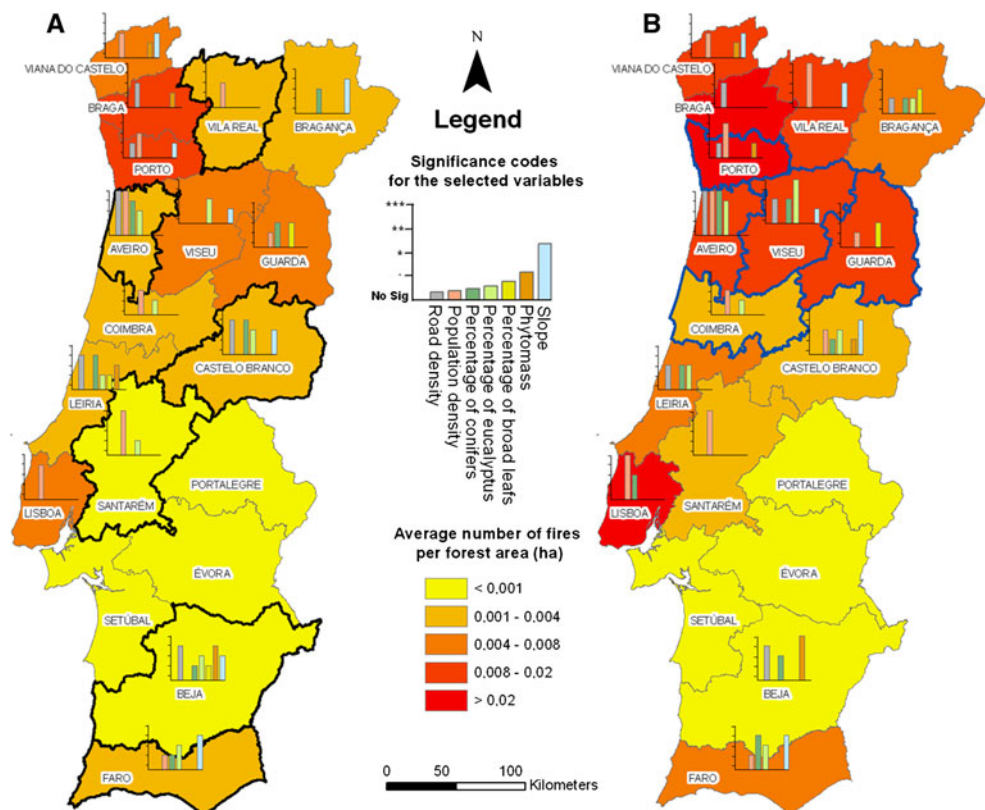 A
VIANA DO CASTELO
BRAGA
VILA REAL
BRAGANÇA
PORTO
AVEIRO
VISEU
GUARDA
COIMBRA
CASTELO BRANCO
LEIRIA
SANTARÉM
LISBOA
PORTALEGRE
ÉVORA
SETÚBAL
BEJA
FARO
N
Legend
Significance codes
for the selected variables
***
**
*
.
No Sig
Road density
Population density
Percentage of conifers
Percentage of eucalyptus
Percentage of broad leafs
Phytomass
Slope
Average number of fires
per forest area (ha)
< 0.001
0.001 - 0.004
0.004 - 0.008
0.008 - 0.02
> 0.02
0 50 100
Kilometers
B
VIANA DO CASTELO
BRAGA
VILA REAL
BRAGANÇA
PORTO
AVEIRO
VISEU
GUARDA
COIMBRA
CASTELO BRANCO
LEIRIA
SANTARÉM
LISBOA
PORTALEGRE
ÉVORA
SETÚBAL
BEJA
FARO